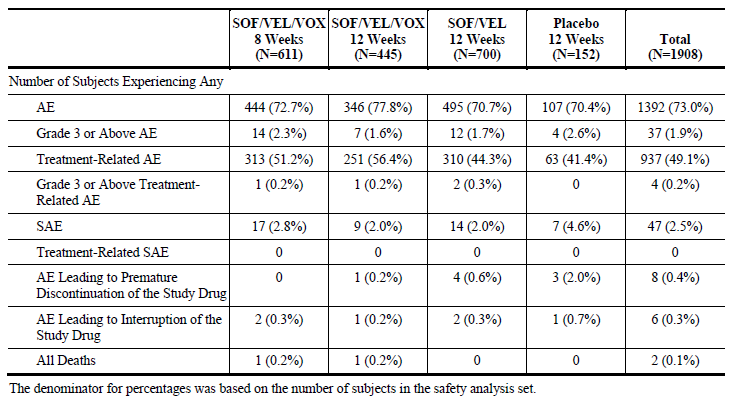 SOF/VEL/VOX 8 Weeks (N=611) SOF/VEL/VOX 12 Weeks (N=445) SOF/VEL 12 Weeks (N=700) Placebo 12 Weeks (N=152) Total (N=1908)
Number of Subjects Experiencing Any
AE 444 (72.7%) 346 (77.8%) 495 (70.7%) 107 (70.4%) 1392 (73.0%)
Grade 3 or Above AE 14 (2.3%) 7 (1.6%) 12 (1.7%) 4 (2.6%) 37 (1.9%)
Treatment-Related AE 313 (51.2%) 251 (56.4%) 310 (44.3%) 63 (41.4%) 937 (49.1%)
Grade 3 or Above Treatment-Related AE 1 (0.2%) 1 (0.2%) 2 (0.3%) 0 4 (0.2%)
SAE 17 (2.8%) 9 (2.0%) 14 (2.0%) 7 (4.6%) 47 (2.5%)
Treatment-Related SAE 0 0 0 0 0
AE Leading to Premature Discontinuation of the Study Drug 0 1 (0.2%) 4 (0.6%) 3 (2.0%) 8 (0.4%)
AE Leading to Interruption of the Study Drug 2 (0.3%) 1 (0.2%) 2 (0.3%) 1 (0.7%) 6 (0.3%)
All Deaths 1 (0.2%) 1 (0.2%) 0 0 2 (0.1%)
The denominator for percentages was based on the number of subjects in the safety analysis set.